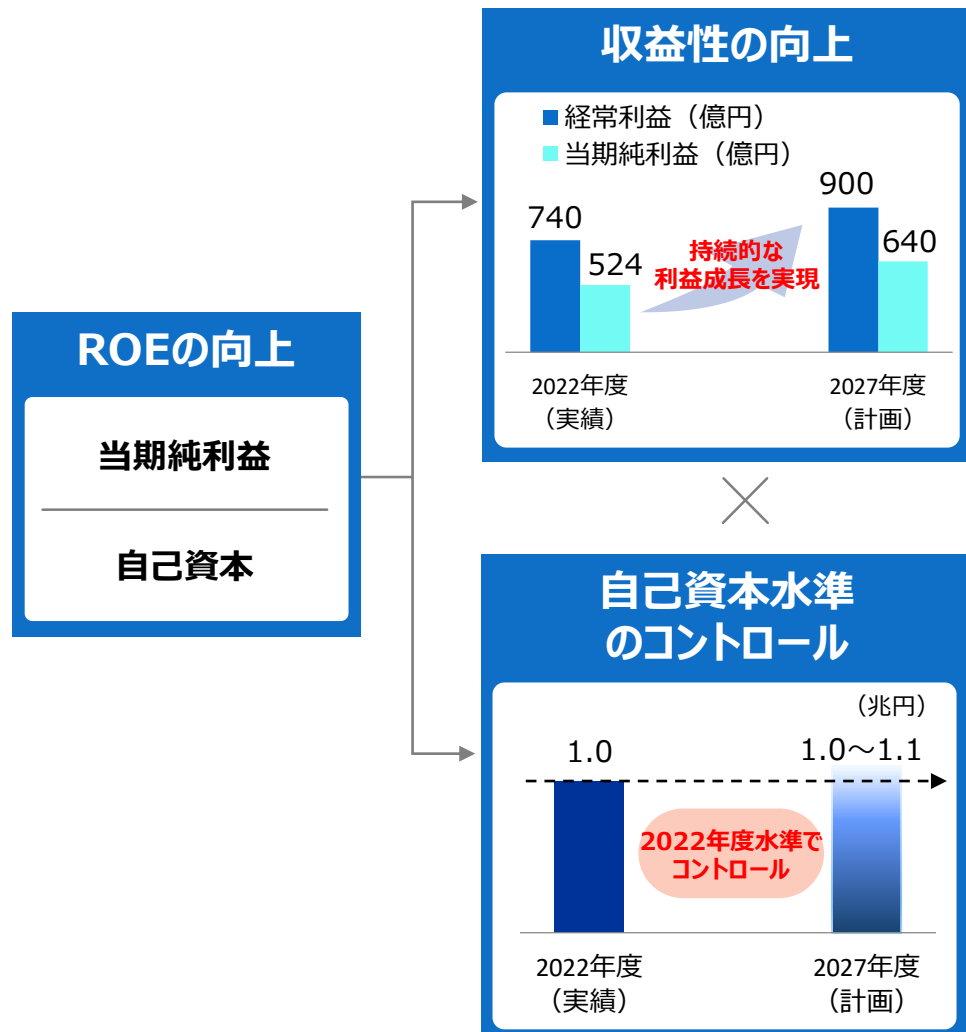 ROEの向上
当期純利益
自己資本
収益性の向上
経常利益（億円）
当期純利益（億円）
740
524
900
640
持続的な
利益成長を実現
2022年度
（実績）
2027年度
（計画）
自己資本水準
のコントロール
（兆円）
1.0
1.0～1.1
2022年度水準で
コントロール
2022年度
（実績）
2027年度
（計画）